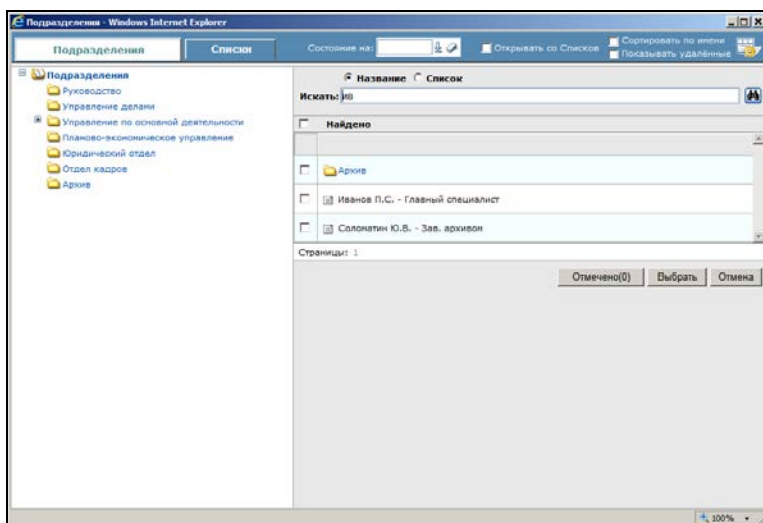 Подразделения - Windows Internet Explorer
Подразделения
Списки
Состояние на:
Открывать со Списков
Сортировать по имени
Показывать удалённые
Подразделения
Руководство
Управление делами
Управление по основной деятельности
Планово-экономическое управление
Юридический отдел
Отдел кадров
Архив
Название Список
Искать: ив
Найдено
Архив
Иванов П.С. - Главный специалист
Соломатин Ю.В. - Зав. архивом
Страницы: 1
Отмечено(0) Выбрать Отмена
100%